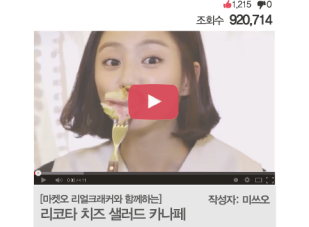 1,215 0
조회수 920,714
[마켓오 리얼크래커와 함께하는] 작성자: 미쓰오
리코타 치즈 샐러드 카나페